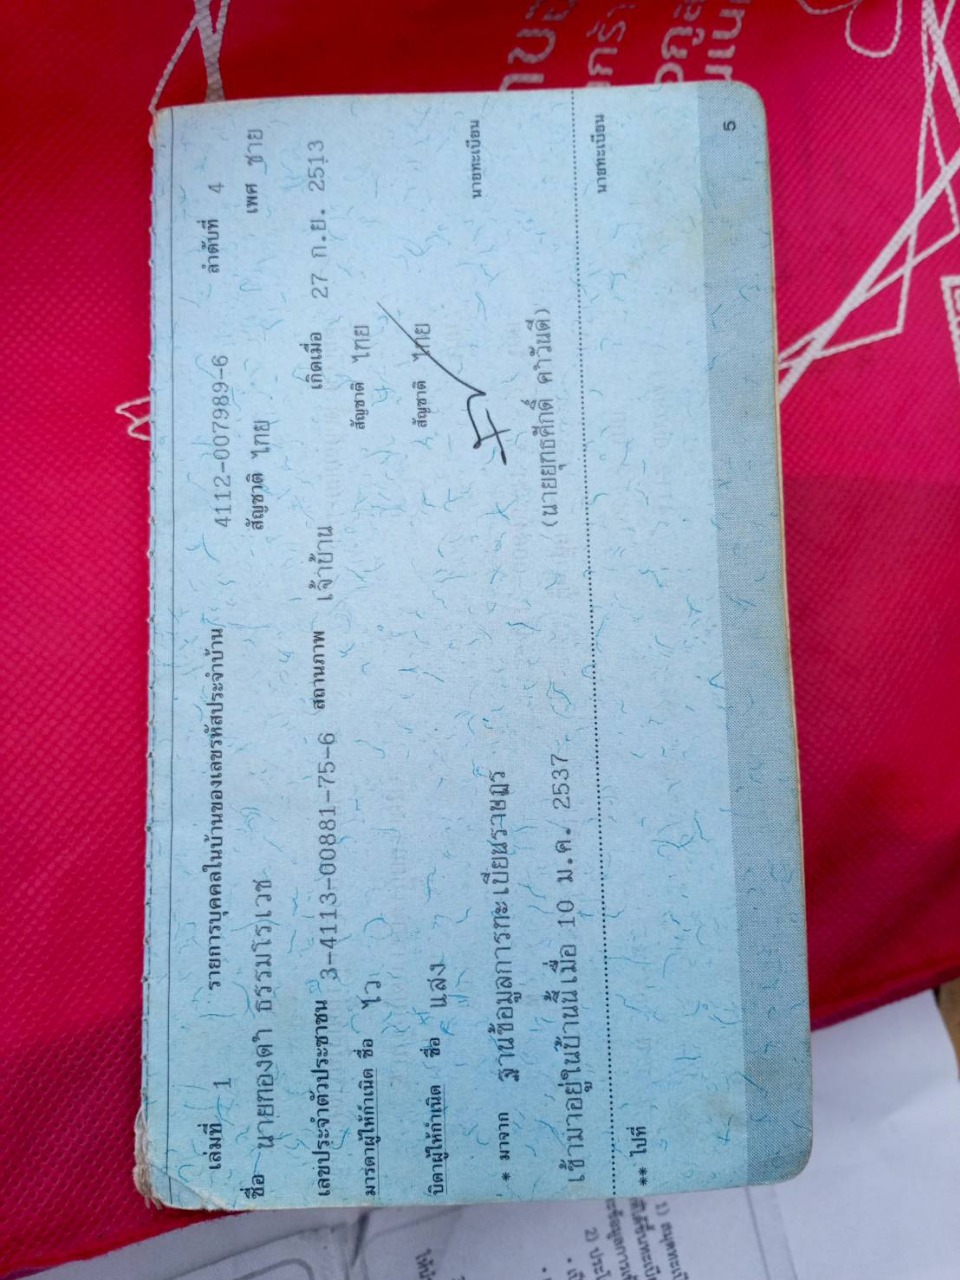 เล่มที่ 1 รายการบุคคลในบ้านของเลขรหัสประจำบ้าน 4112-007989-6 ลำดับที่ 4
ชื่อ นายทองดำ ธรรมโรเวช สัญชาติ ไทย เพศ ชาย
เลขประจำตัวประชาชน 3-4113-00881-75-6 สถานภาพ เจ้าบ้าน เกิดเมื่อ 27 ก.ย. 2513
มารดาผู้ให้กำเนิด ชื่อ ไว สัญชาติ ไทย
บิดาผู้ให้กำเนิด ชื่อ แสง สัญชาติ ไทย
* มาจาก ฐานข้อมูลการทะเบียนราษฎร์ นายทะเบียน
เข้ามาอยู่ในบ้านนี้เมื่อ 10 ม.ค. 2537 (นายยุทธศักดิ์ คำวันดี)
** ไปที่ นายทะเบียน
5